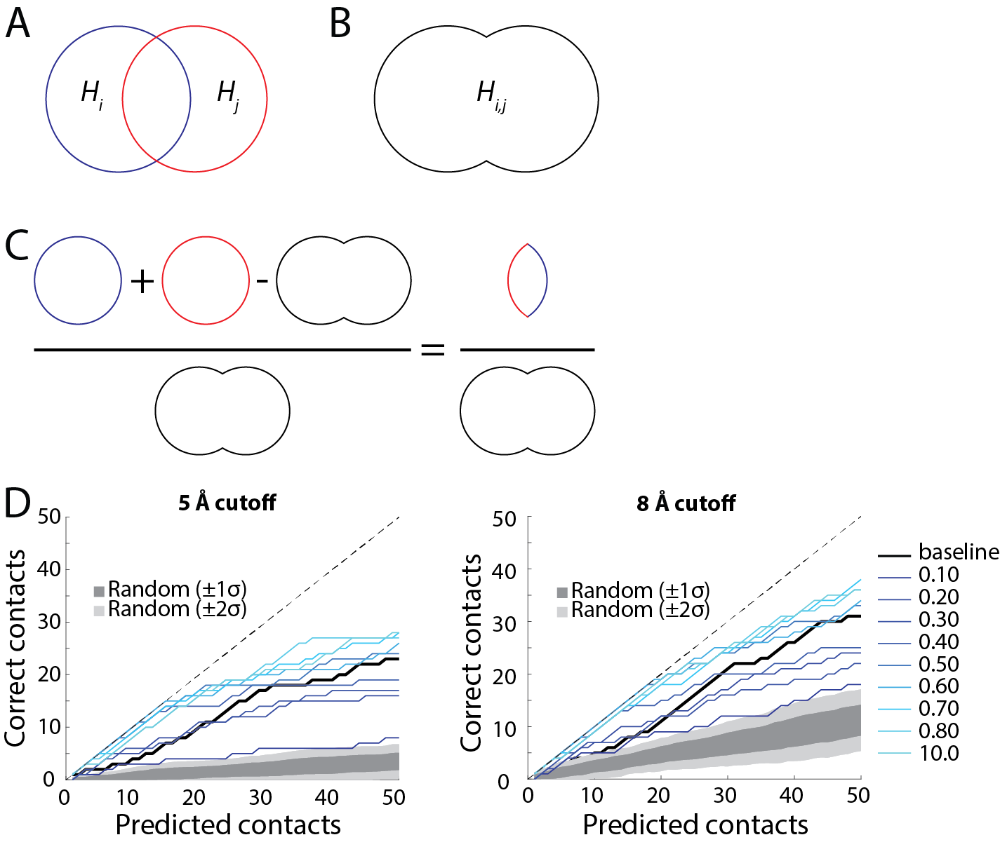 A
B
H i
H j
H i,j
C
+
-
=
D
5 Å cutoff
8 Å cutoff
Correct contacts
50
40
30
20
10
0
Random (±1σ)
Random (±2σ)
0 10 20 30 40 50
Predicted contacts
Correct contacts
50
40
30
20
10
0
Random (±1σ)
Random (±2σ)
0 10 20 30 40 50
Predicted contacts
baseline
0.10
0.20
0.30
0.40
0.50
0.60
0.70
0.80
10.0